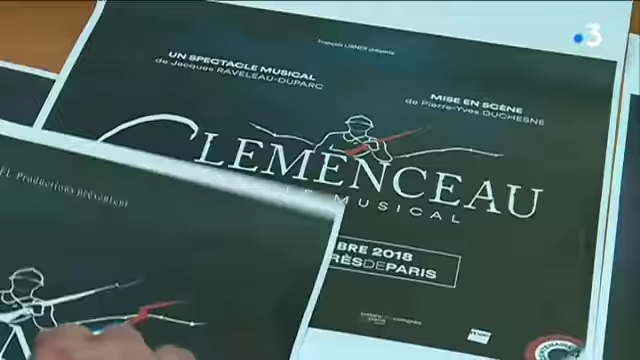 François LIBNER présente
UN SPECTACLE MUSICAL
de Jacques RAVELEAU-DUPARC
MISE EN SCÈNE
de Pierre-Yves DUCHESNE
CLEMENCEAU
MUSICAL
BRE 2018
RÈSDEPARIS
Productions présentent
3